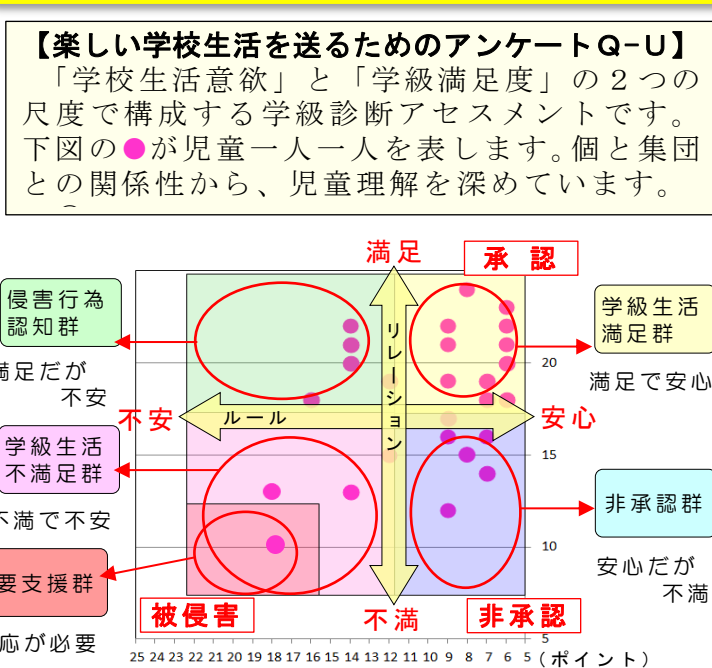 【楽しい学校生活を送るためのアンケートQ-U】
「学校生活意欲」と「学級満足度」の２つの
尺度で構成する学級診断アセスメントです。
下図の●が児童一人一人を表します。個と集団
との関係性から、児童理解を深めています。
満足
承 認
侵害行為
認知群
満足だが
不安
リレーション
学級生活
満足群
満足で安心
20
不安
ルール
安心
学級生活
不満足群
不満で不安
15
非承認群
安心だが
不満
10
要支援群
応が必要
被侵害
不満
非承認
5
25 24 23 22 21 20 19 18 17 16 15 14 13 12 11 10 9 8 7 6 5 (ポイント)